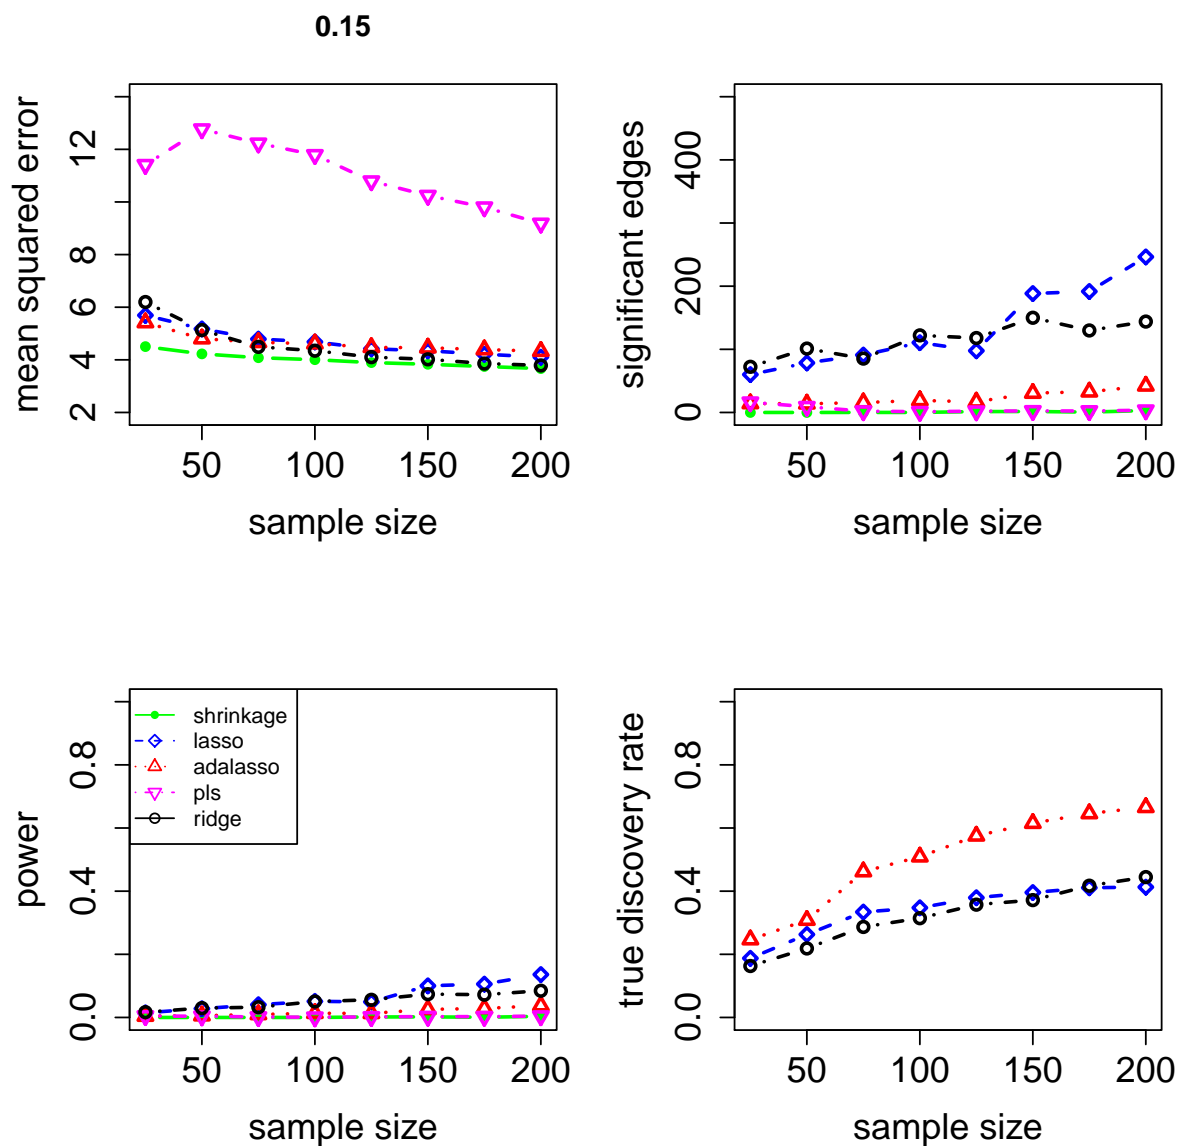 0.15
mean squared error
2 4 6 8 12
50 100 150 200
sample size
significant edges
0 200 400
50 100 150 200
sample size
power
0.0 0.4 0.8
shrinkage
lasso
adalasso
pls
ridge
50 100 150 200
sample size
true discovery rate
0.0 0.4 0.8
50 100 150 200
sample size